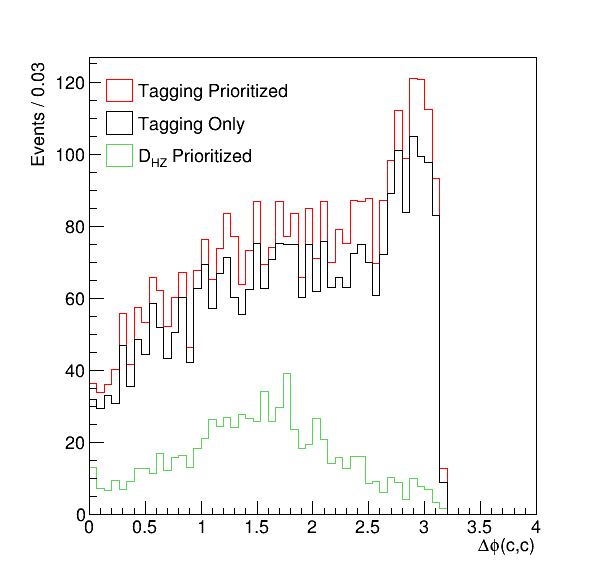 Events / 0.03
120
100
80
60
40
20
0
Tagging Prioritized
Tagging Only
D_HZ Prioritized
0 0.5 1 1.5 2 2.5 3 3.5 4
Δϕ(c,c)